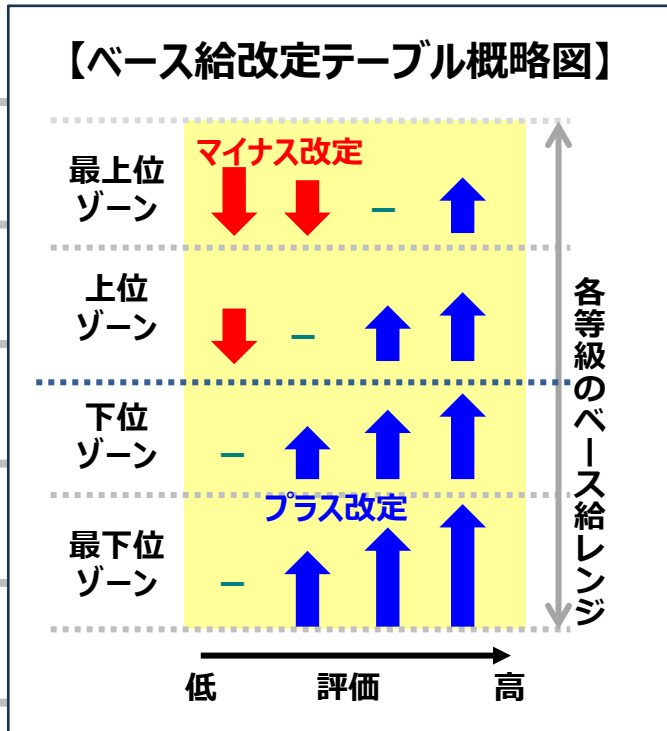 【ベース給改定テーブル概略図】
マイナス改定
最上位
ゾーン
–
上位
ゾーン
–
下位
ゾーン
–
プラス改定
最下位
ゾーン
–
各等級のベース給レンジ
低 評価 高